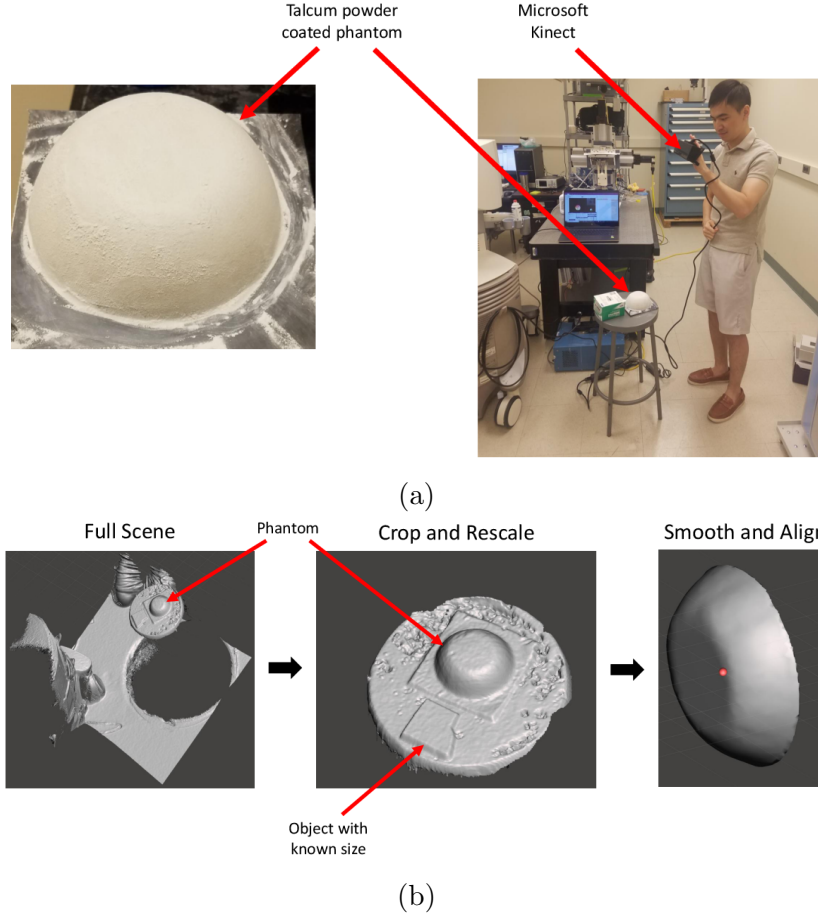 Talcum powder
coated phantom
Microsoft
Kinect
(a)
Full Scene
Phantom
Crop and Rescale
Smooth and Align
Object with
known size
(b)